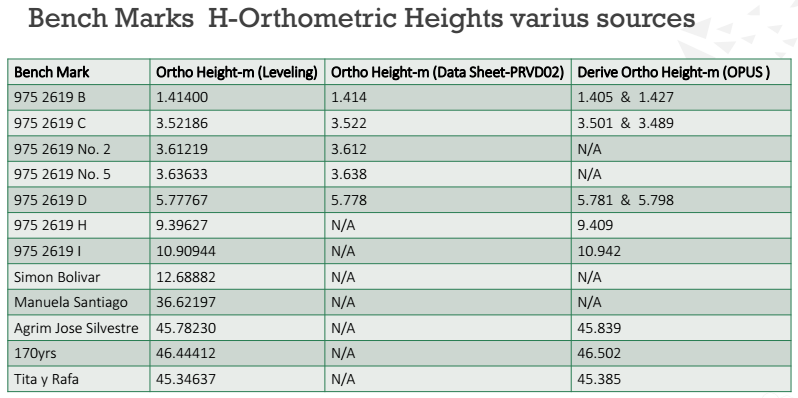 Bench Marks H-Orthometric Heights varius sources
Bench Mark Ortho Height-m (Leveling) Ortho Height-m (Data Sheet-PRVD02) Derive Ortho Height-m (OPUS )
975 2619 B 1.41400 1.414 1.405 & 1.427
975 2619 C 3.52186 3.522 3.501 & 3.489
975 2619 No. 2 3.61219 3.612 N/A
975 2619 No. 5 3.63633 3.638 N/A
975 2619 D 5.77767 5.778 5.781 & 5.798
975 2619 H 9.39627 N/A 9.409
975 2619 I 10.90944 N/A 10.942
Simon Bolivar 12.68882 N/A N/A
Manuela Santiago 36.62197 N/A N/A
Agrim Jose Silvestre 45.78230 N/A 45.839
170yrs 46.44412 N/A 46.502
Tita y Rafa 45.34637 N/A 45.385